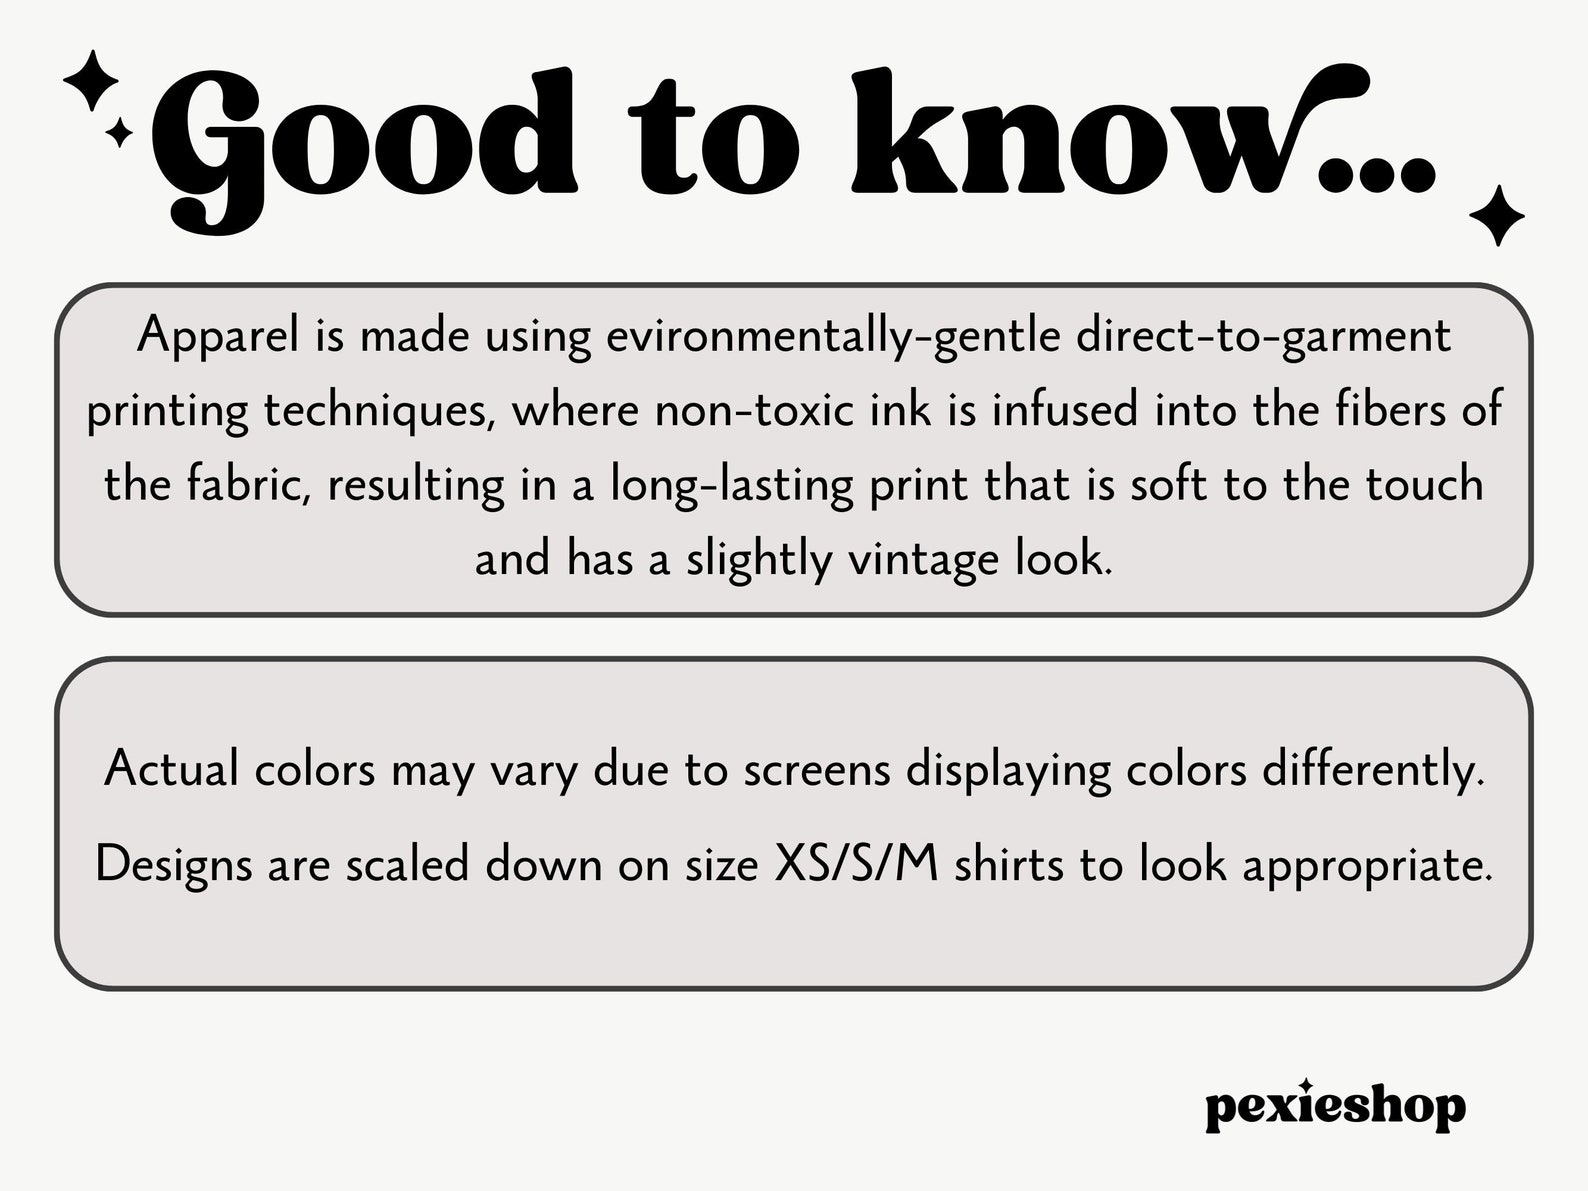 Good to know...
Apparel is made using evironmentally-gentle direct-to-garment
printing techniques, where non-toxic ink is infused into the fibers of
the fabric, resulting in a long-lasting print that is soft to the touch
and has a slightly vintage look.
Actual colors may vary due to screens displaying colors differently.
Designs are scaled down on size XS/S/M shirts to look appropriate.
pexieshop